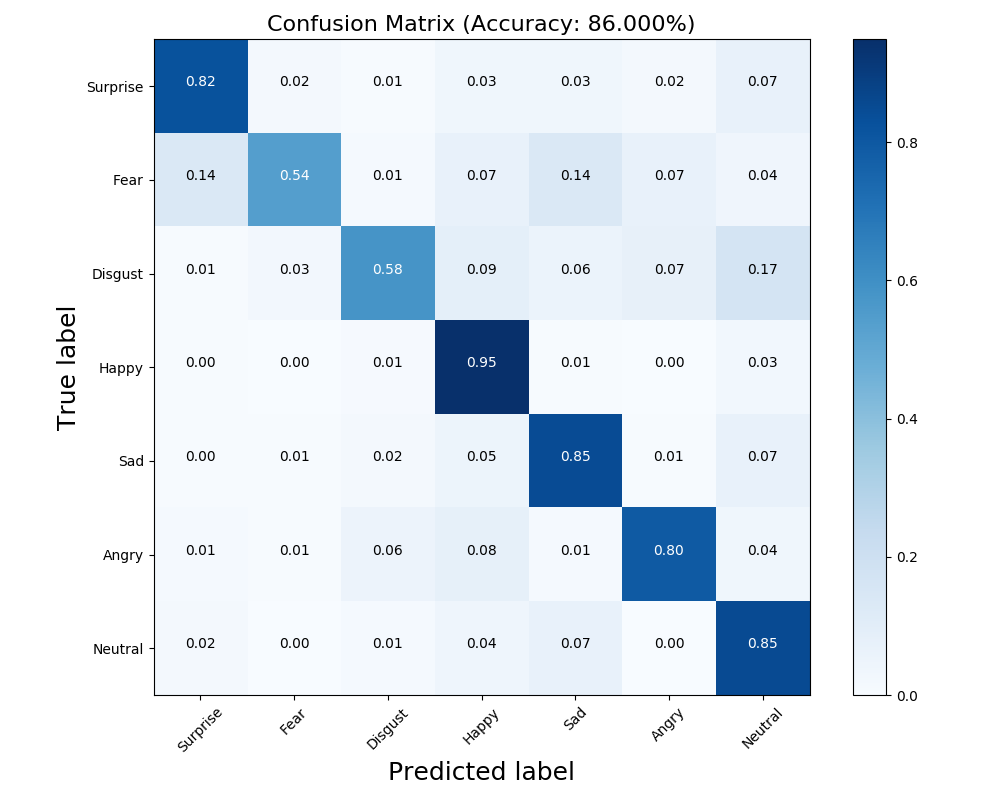 Confusion Matrix (Accuracy: 86.000%)
True label
Surprise 0.82 0.02 0.01 0.03 0.03 0.02 0.07
Fear 0.14 0.54 0.01 0.07 0.14 0.07 0.04
Disgust 0.01 0.03 0.58 0.09 0.06 0.07 0.17
Happy 0.00 0.00 0.01 0.95 0.01 0.00 0.03
Sad 0.00 0.01 0.02 0.05 0.85 0.01 0.07
Angry 0.01 0.01 0.06 0.08 0.01 0.80 0.04
Neutral 0.02 0.00 0.01 0.04 0.07 0.00 0.85
Surprise Fear Disgust Happy Sad Angry Neutral
Predicted label
0.8
0.6
0.4
0.2
0.0